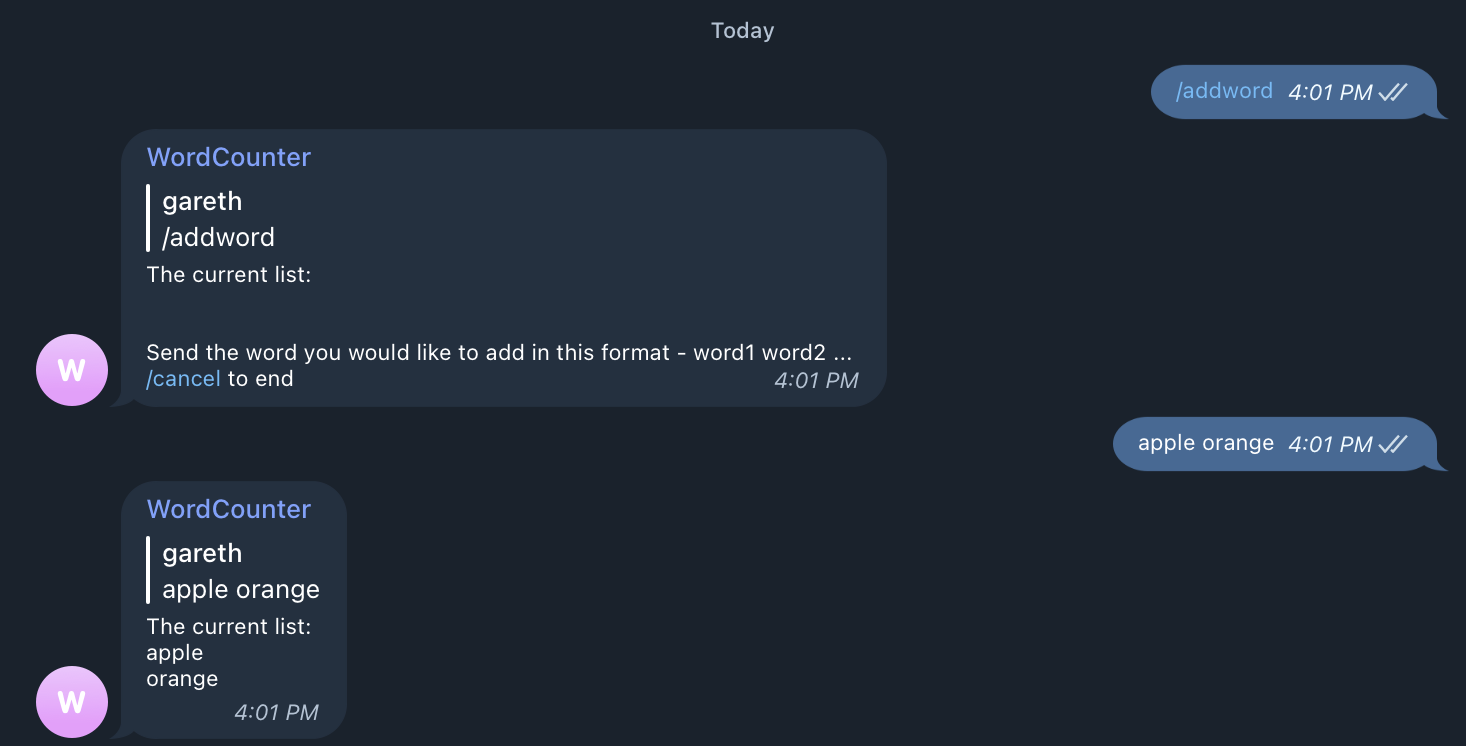 Today
/addword 4:01 PM
WordCounter
gareth
/addword
The current list:
Send the word you would like to add in this format - word1 word2 ...
/cancel to end 4:01 PM
W
apple orange 4:01 PM
WordCounter
gareth
apple orange
The current list:
apple
orange
4:01 PM
W